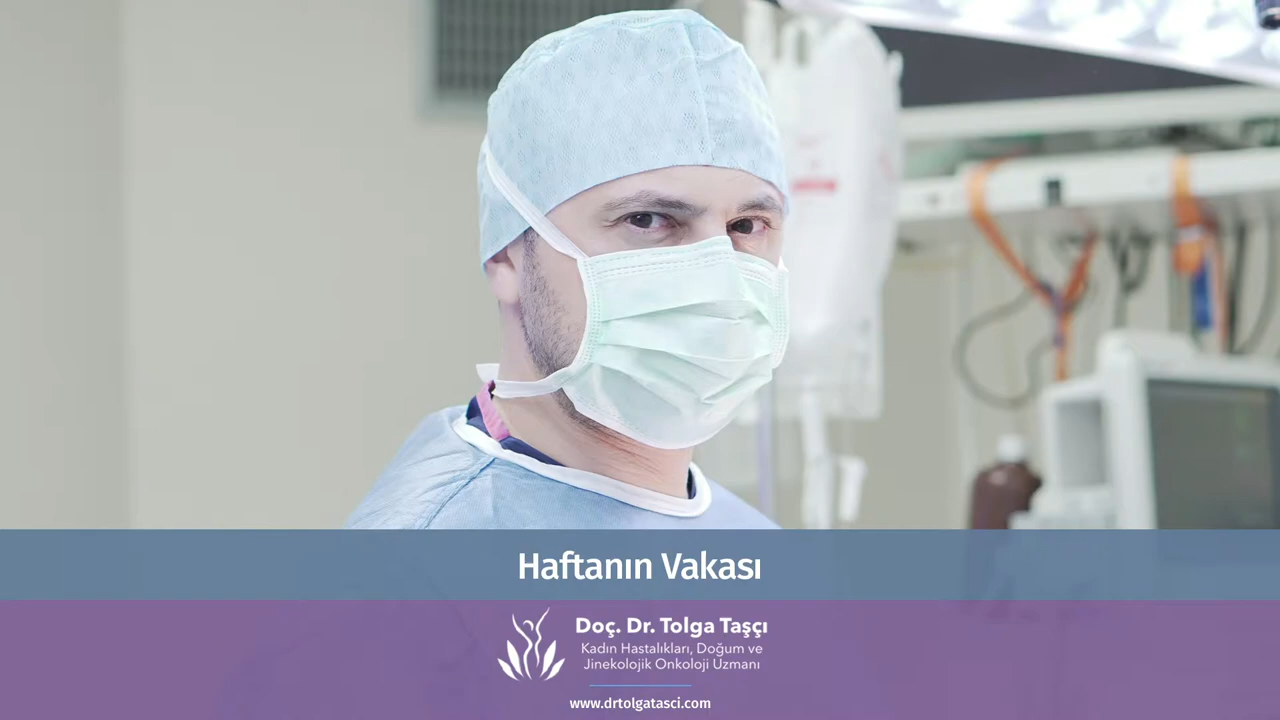 Haftanın Vakası
Doç. Dr. Tolga Taşçı
Kadın Hastalıkları, Doğum ve
Jinekolojik Onkoloji Uzmanı
www.drtolgatasci.com